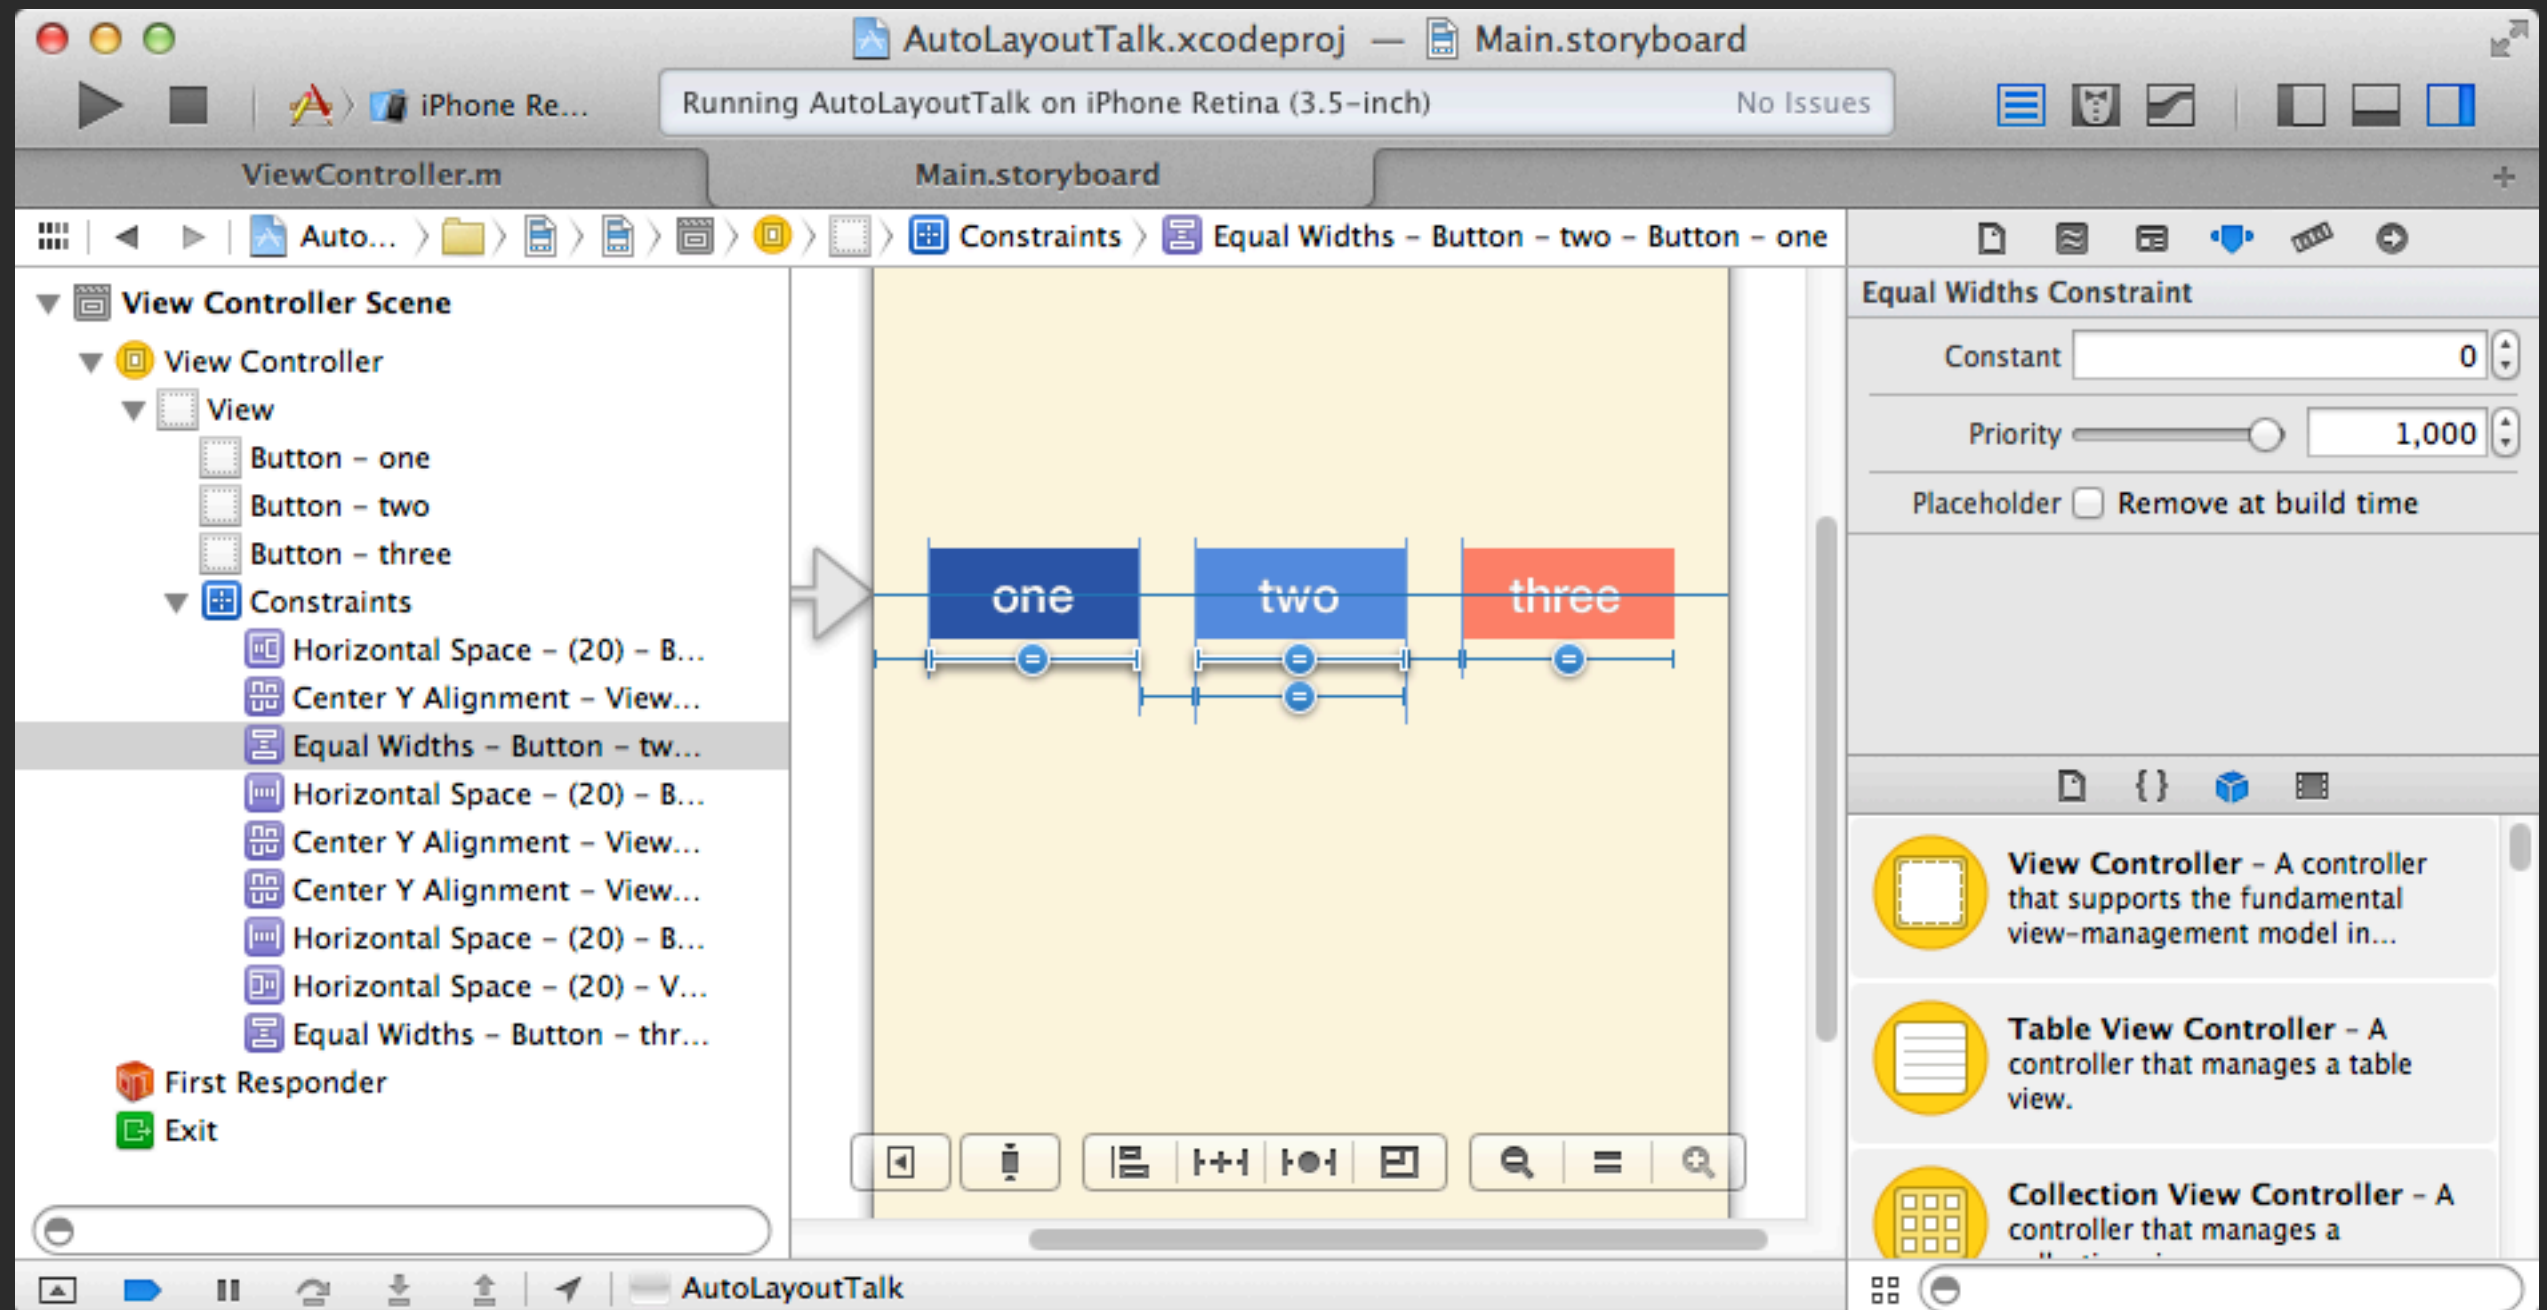 AutoLayoutTalk.xcodeproj — Main.storyboard
iPhone Re...
Running AutoLayoutTalk on iPhone Retina (3.5-inch)
No Issues
ViewController.m
Main.storyboard
+
Auto...
Constraints
Equal Widths - Button - two - Button - one
View Controller Scene
View Controller
View
Button - one
Button - two
Button - three
Constraints
Horizontal Space - (20) - B...
Center Y Alignment - View...
Equal Widths - Button - tw...
Horizontal Space - (20) - B...
Center Y Alignment - View...
Center Y Alignment - View...
Horizontal Space - (20) - B...
Horizontal Space - (20) - V...
Equal Widths - Button - thr...
First Responder
Exit
one
two
three
Equal Widths Constraint
Constant 0
Priority 1,000
Placeholder Remove at build time
{}
View Controller - A controller
that supports the fundamental
view-management model in...
Table View Controller - A
controller that manages a table
view.
Collection View Controller - A
controller that manages a
AutoLayoutTalk